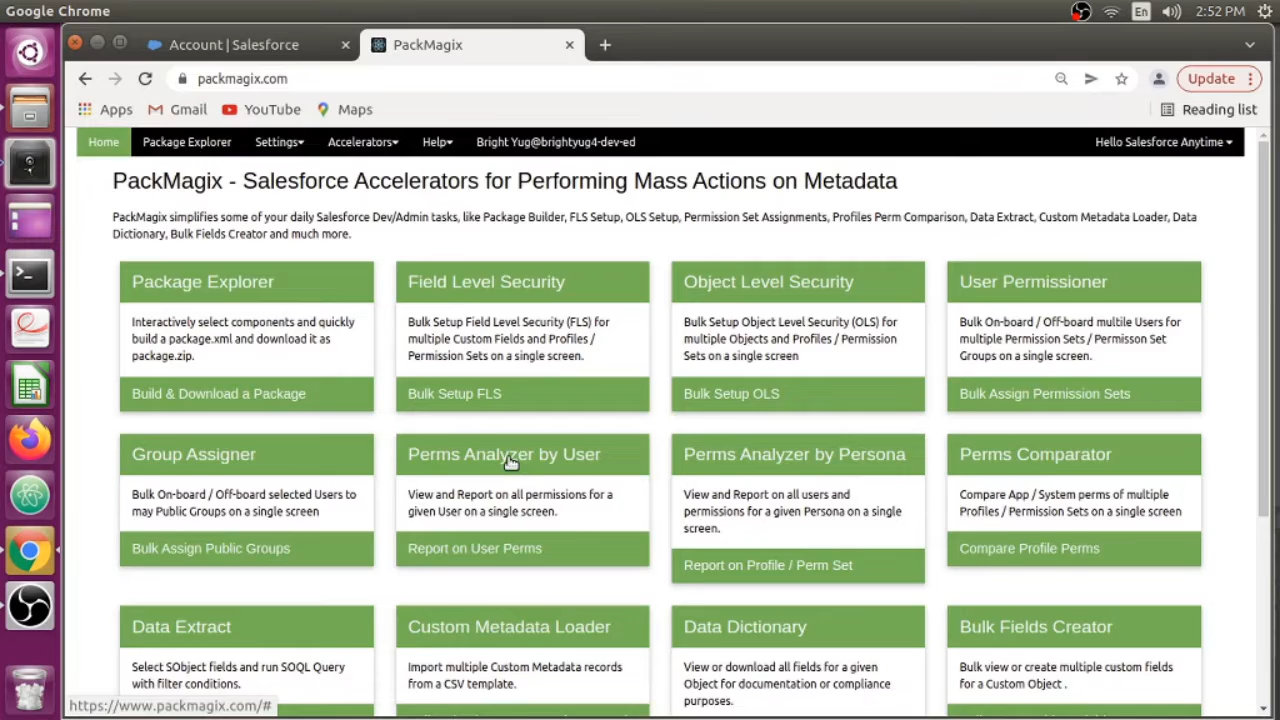 Google Chrome
En
2:52 PM
Account | Salesforce
PackMagix
packmagix.com
Update
Apps
Gmail
YouTube
Maps
Reading list
Home
Package Explorer
Settings
Accelerators
Help
Bright Yug@brightyug4-dev-ed
Hello Salesforce Anytime
PackMagix - Salesforce Accelerators for Performing Mass Actions on Metadata
PackMagix simplifies some of your daily Salesforce Dev/Admin tasks, like Package Builder, FLS Setup, OLS Setup, Permission Set Assignments, Profiles Perm Comparison, Data Extract, Custom Metadata Loader, Data
Dictionary, Bulk Fields Creator and much more.
Package Explorer
Interactively select components and quickly
build a package.xml and download it as
package.zip.
Build & Download a Package
Field Level Security
Bulk Setup Field Level Security (FLS) for
multiple Custom Fields and Profiles /
Permission Sets on a single screen.
Bulk Setup FLS
Object Level Security
Bulk Setup Object Level Security (OLS) for
multiple Objects and Profiles / Permission
Sets on a single screen
Bulk Setup OLS
User Permissioner
Bulk On-board / Off-board multile Users for
multiple Permission Sets / Permisson Set
Groups on a single screen.
Bulk Assign Permission Sets
Group Assigner
Bulk On-board / Off-board selected Users to
may Public Groups on a single screen
Bulk Assign Public Groups
Perms Analyzer by User
View and Report on all permissions for a
given User on a single screen.
Report on User Perms
Perms Analyzer by Persona
View and Report on all users and
permissions for a given Persona on a single
screen.
Report on Profile / Perm Set
Perms Comparator
Compare App / System perms of multiple
Profiles / Permission Sets on a single screen
Compare Profile Perms
Data Extract
Select SObject fields and run SOQL Query
with filter conditions.
Custom Metadata Loader
Import multiple Custom Metadata records
from a CSV template.
Data Dictionary
View or download all fields for a given
Object for documentation or compliance
purposes.
Bulk Fields Creator
Bulk view or create multiple custom fields
for a Custom Object .
https://www.packmagix.com/#